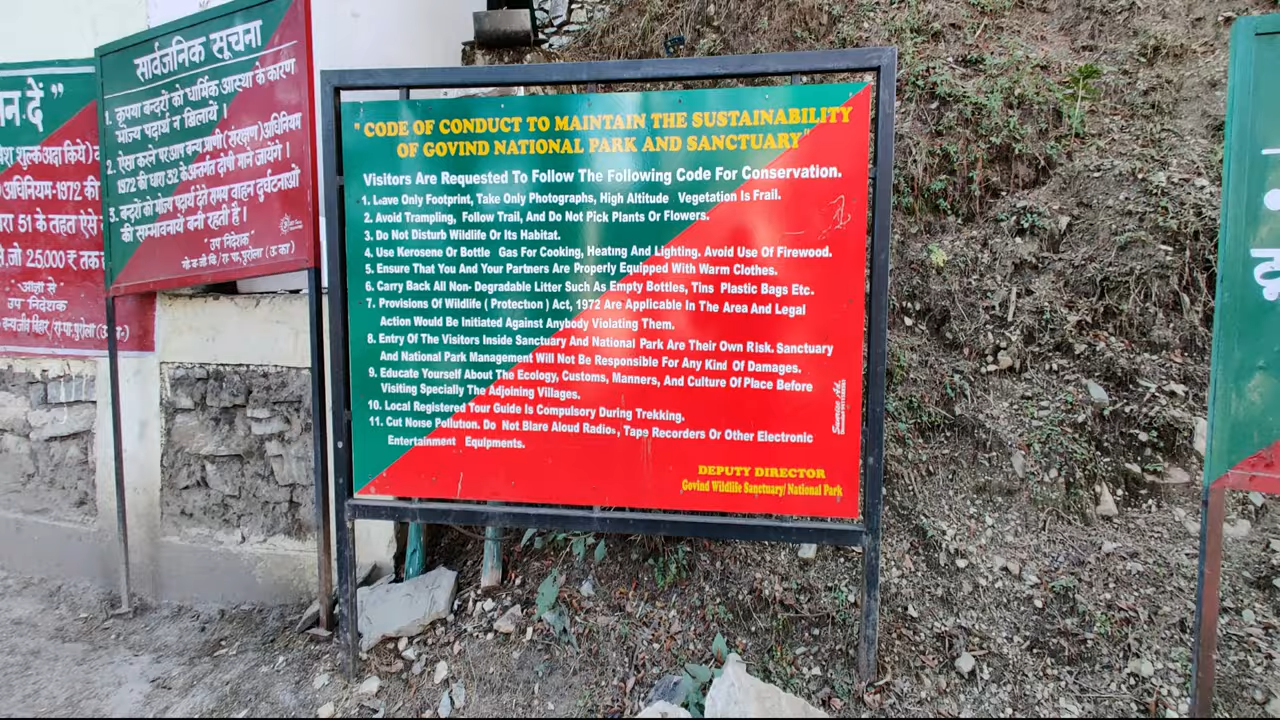 न दें ”
अधिनियम-1972 की
धारा 51 के तहत ऐसे
जो 25,000 ₹ तक
आज्ञा से
उप निदेशक
सार्वजनिक सूचना
1. कृपया बन्दरों को धार्मिक आस्था के कारण
भोज्य पदार्थ न खिलायें ।
2. ऐसा करने पर आप वन्य प्राणी (संरक्षण) अधिनियम
1972 की धारा 32 के अन्तर्गत दोषी माने जायेंगे ।
3. बन्दरों को भोज्य पदार्थ देते समय वाहन दुर्घटनाओं
की सम्भावनायें बनी रहती है ।
"उप निदेशक"
गो.व.जी.वि./रा.पा.पुरोला (ऊ.का.)
" CODE OF CONDUCT TO MAINTAIN THE SUSTAINABILITY
OF GOVIND NATIONAL PARK AND SANCTUARY"
Visitors Are Requested To Follow The Following Code For Conservation.
1. Leave Only Footprint, Take Only Photographs, High Altitude Vegetation Is Frail.
2. Avoid Trampling, Follow Trail, And Do Not Pick Plants Or Flowers.
3. Do Not Disturb Wildlife Or Its Habitat.
4. Use Kerosene Or Bottle Gas For Cooking, Heating And Lighting. Avoid Use Of Firewood.
5. Ensure That You And Your Partners Are Properly Equipped With Warm Clothes.
6. Carry Back All Non- Degradable Litter Such As Empty Bottles, Tins Plastic Bags Etc.
7. Provisions Of Wildlife ( Protection ) Act, 1972 Are Applicable In The Area And Legal
Action Would Be Initiated Against Anybody Violating Them.
8. Entry Of The Visitors Inside Sanctuary And National Park Are Their Own Risk. Sanctuary
And National Park Management Will Not Be Responsible For Any Kind Of Damages.
9. Educate Yourself About The Ecology, Customs, Manners, And Culture Of Place Before
Visiting Specially The Adjoining Villages.
10. Local Registered Tour Guide Is Compulsory During Trekking.
11. Cut Noise Pollution. Do Not Blare Aloud Radios, Tape Recorders Or Other Electronic
Entertainment Equipments.
DEPUTY DIRECTOR
Govind Wildlife Sanctuary/ National Park